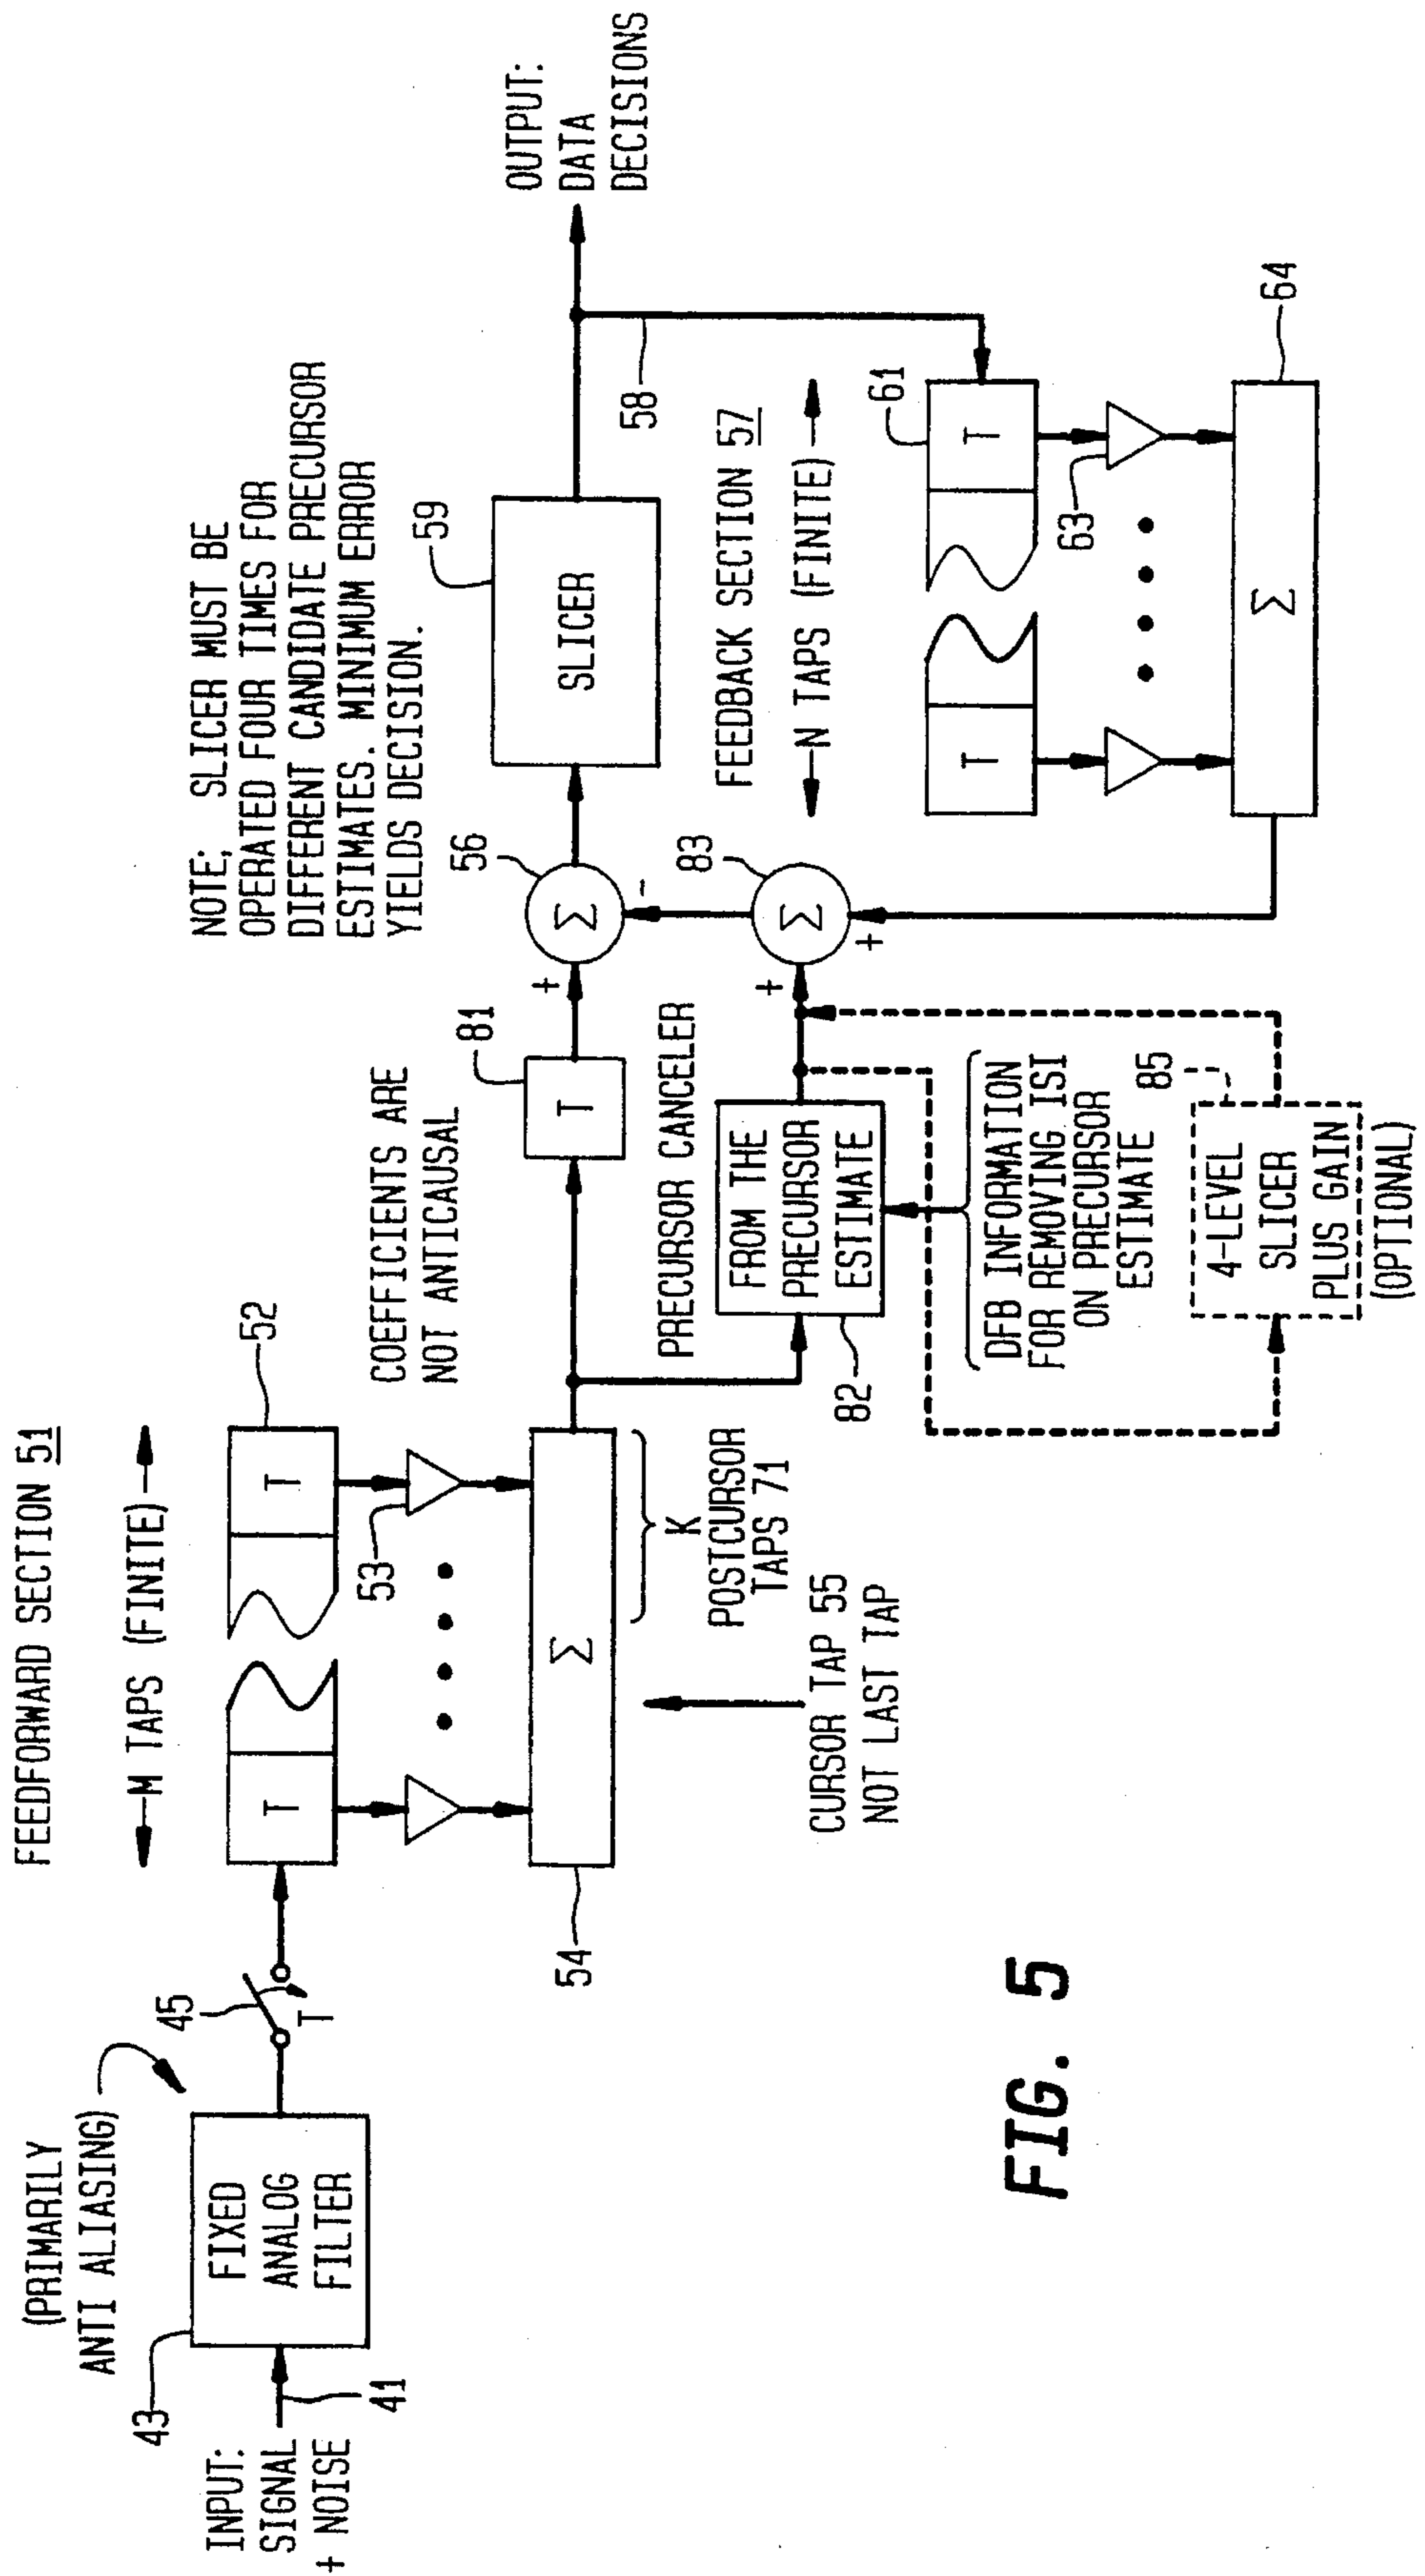 FEEDFORWARD SECTION 51
M TAPS (FINITE)
(PRIMARILY
ANTI ALIASING)
43
INPUT:
SIGNAL
+ NOISE
41
FIXED
ANALOG
FILTER
45
T
T
T
52
53
54
Σ
K
POSTCURSOR
TAPS 71
CURSOR TAP 55
NOT LAST TAP
COEFFICIENTS ARE
NOT ANTICAUSAL
T
81
+
56
Σ
-
NOTE; SLICER MUST BE
OPERATED FOUR TIMES FOR
DIFFERENT CANDIDATE PRECURSOR
ESTIMATES. MINIMUM ERROR
YIELDS DECISION.
59
SLICER
OUTPUT:
DATA
DECISIONS
58
PRECURSOR CANCELER
FROM THE
PRECURSOR
ESTIMATE
82
+
83
Σ
+
DFB INFORMATION
FOR REMOVING ISI
ON PRECURSOR
ESTIMATE
85
4-LEVEL
SLICER
PLUS GAIN
(OPTIONAL)
FEEDBACK SECTION 57
N TAPS (FINITE)
T
T
61
63
64
Σ
FIG. 5